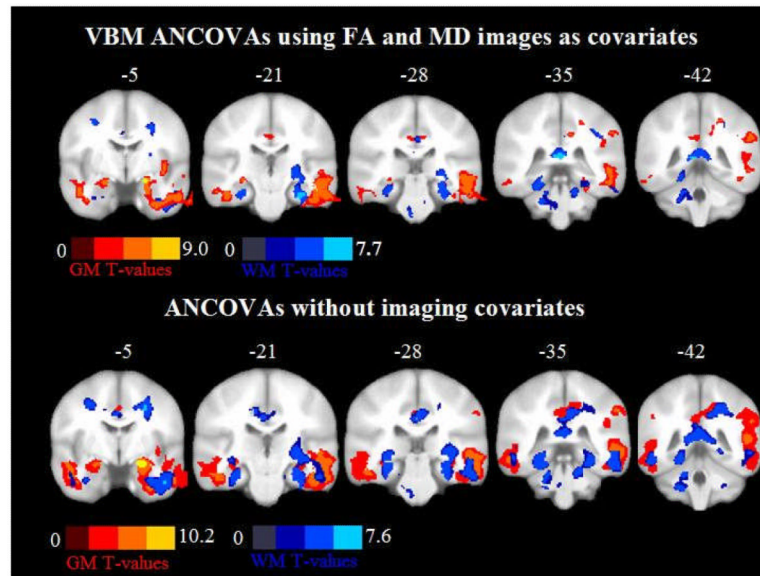 VBM ANCOVAs using FA and MD images as covariates
-5 -21 -28 -35 -42
0 9.0 0 7.7
GM T-values WM T-values
ANCOVAs without imaging covariates
-5 -21 -28 -35 -42
0 10.2 0 7.6
GM T-values WM T-values